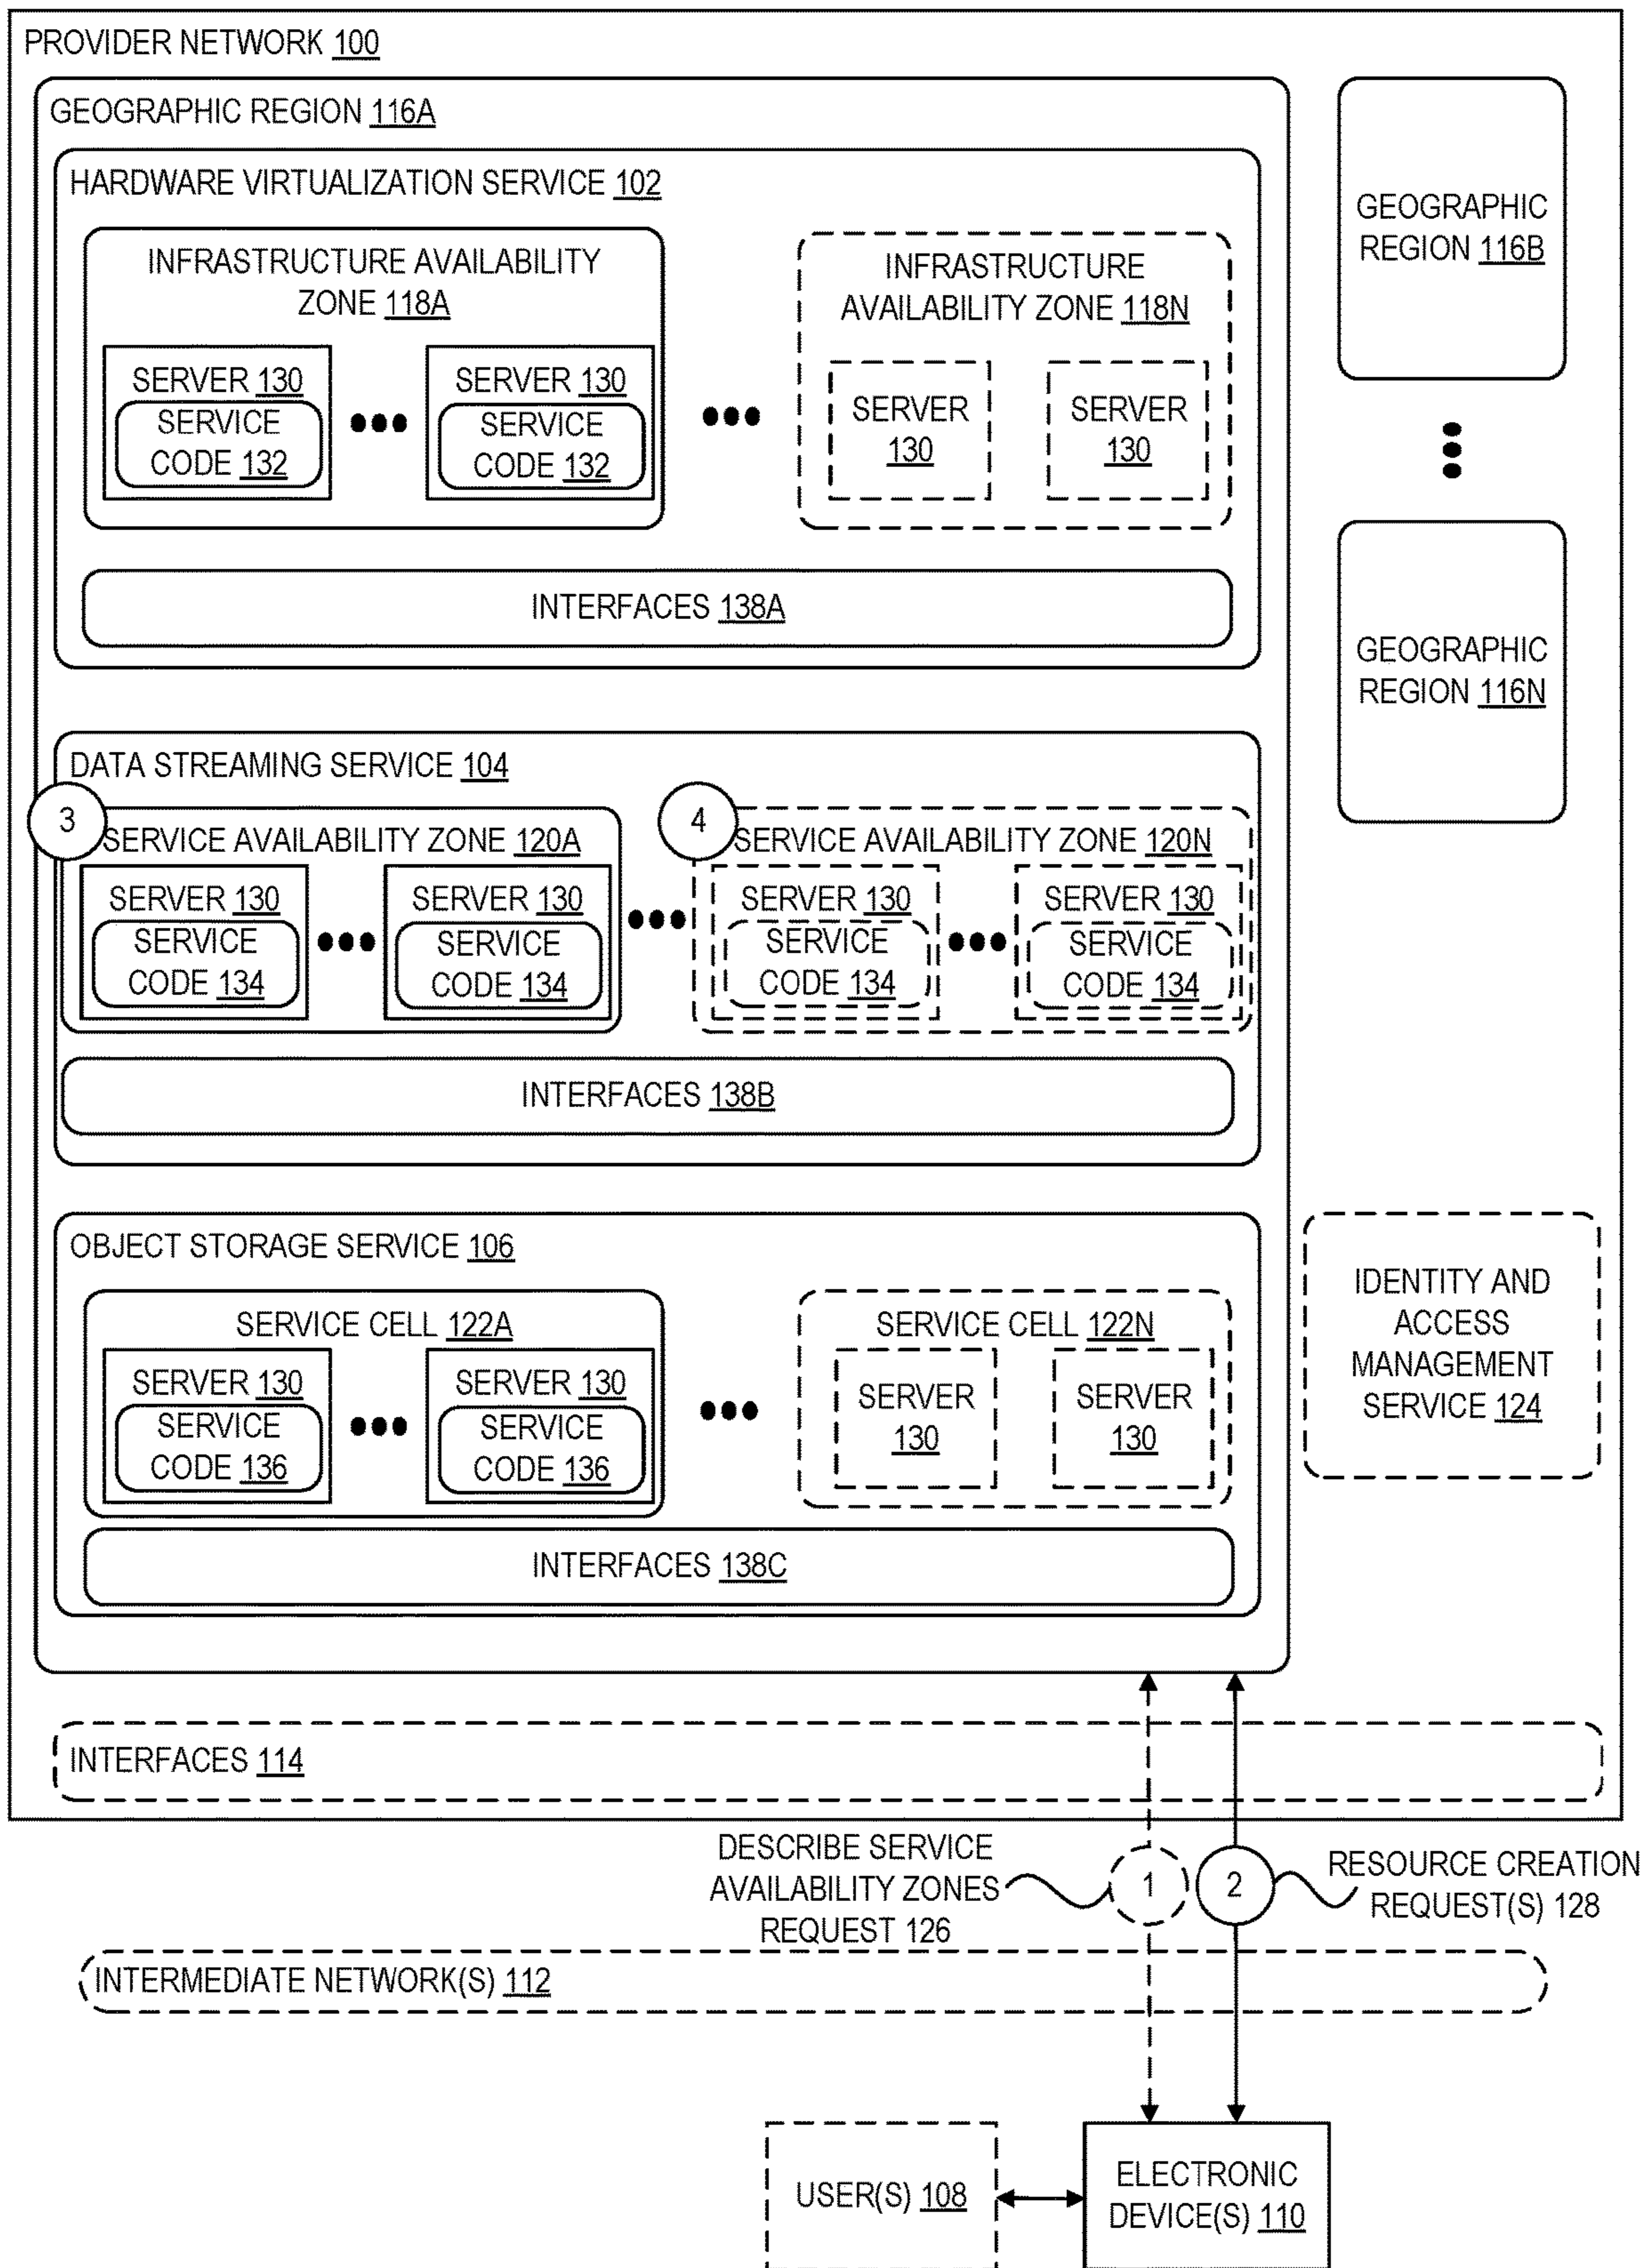 PROVIDER NETWORK 100
GEOGRAPHIC REGION 116A
HARDWARE VIRTUALIZATION SERVICE 102
INFRASTRUCTURE AVAILABILITY
ZONE 118A
SERVER 130
SERVICE
CODE 132
SERVER 130
SERVICE
CODE 132
INFRASTRUCTURE
AVAILABILITY ZONE 118N
SERVER
130
SERVER
130
INTERFACES 138A
GEOGRAPHIC
REGION 116B
GEOGRAPHIC
REGION 116N
DATA STREAMING SERVICE 104
3
SERVICE AVAILABILITY ZONE 120A
SERVER 130
SERVICE
CODE 134
SERVER 130
SERVICE
CODE 134
4
SERVICE AVAILABILITY ZONE 120N
SERVER 130
SERVICE
CODE 134
SERVER 130
SERVICE
CODE 134
INTERFACES 138B
OBJECT STORAGE SERVICE 106
SERVICE CELL 122A
SERVER 130
SERVICE
CODE 136
SERVER 130
SERVICE
CODE 136
SERVICE CELL 122N
SERVER
130
SERVER
130
INTERFACES 138C
IDENTITY AND
ACCESS
MANAGEMENT
SERVICE 124
INTERFACES 114
DESCRIBE SERVICE
AVAILABILITY ZONES
REQUEST 126
1
2
RESOURCE CREATION
REQUEST(S) 128
INTERMEDIATE NETWORK(S) 112
USER(S) 108
ELECTRONIC
DEVICE(S) 110